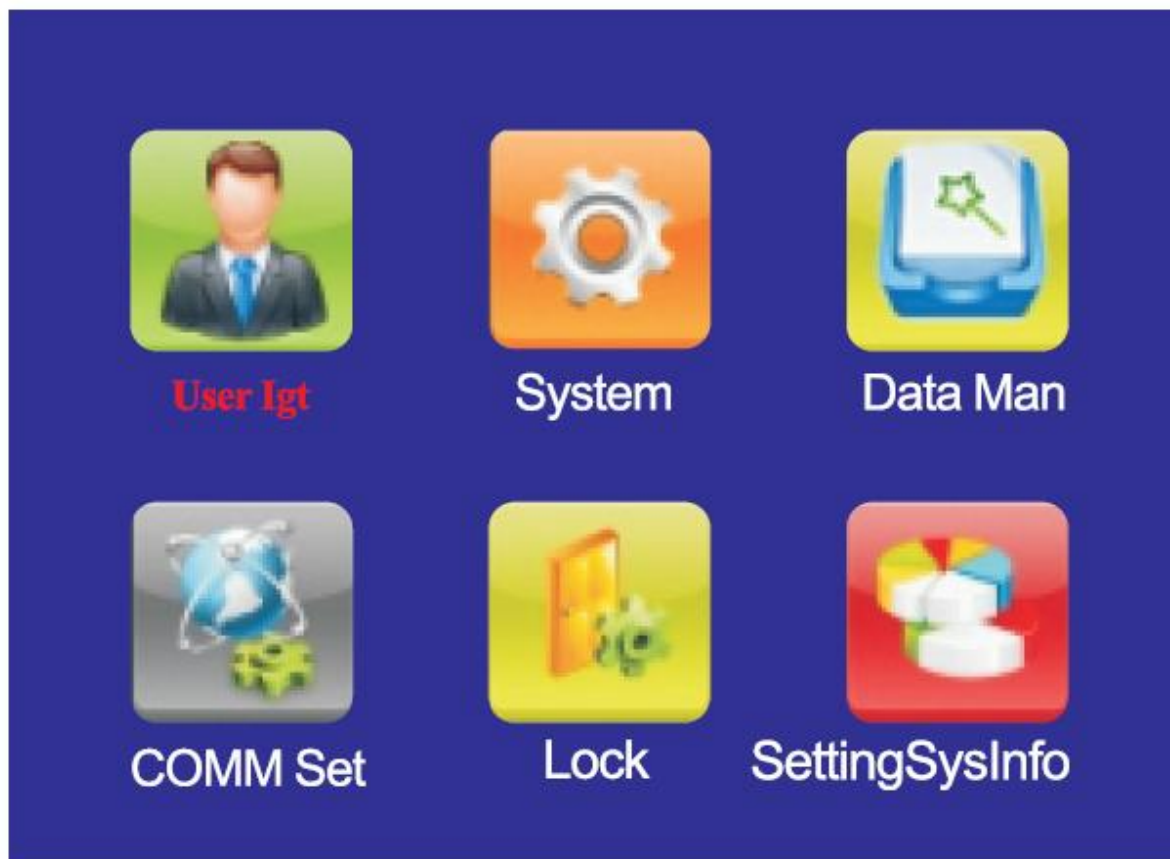 User Igt
System
Data Man
COMM Set
Lock
SettingSysInfo